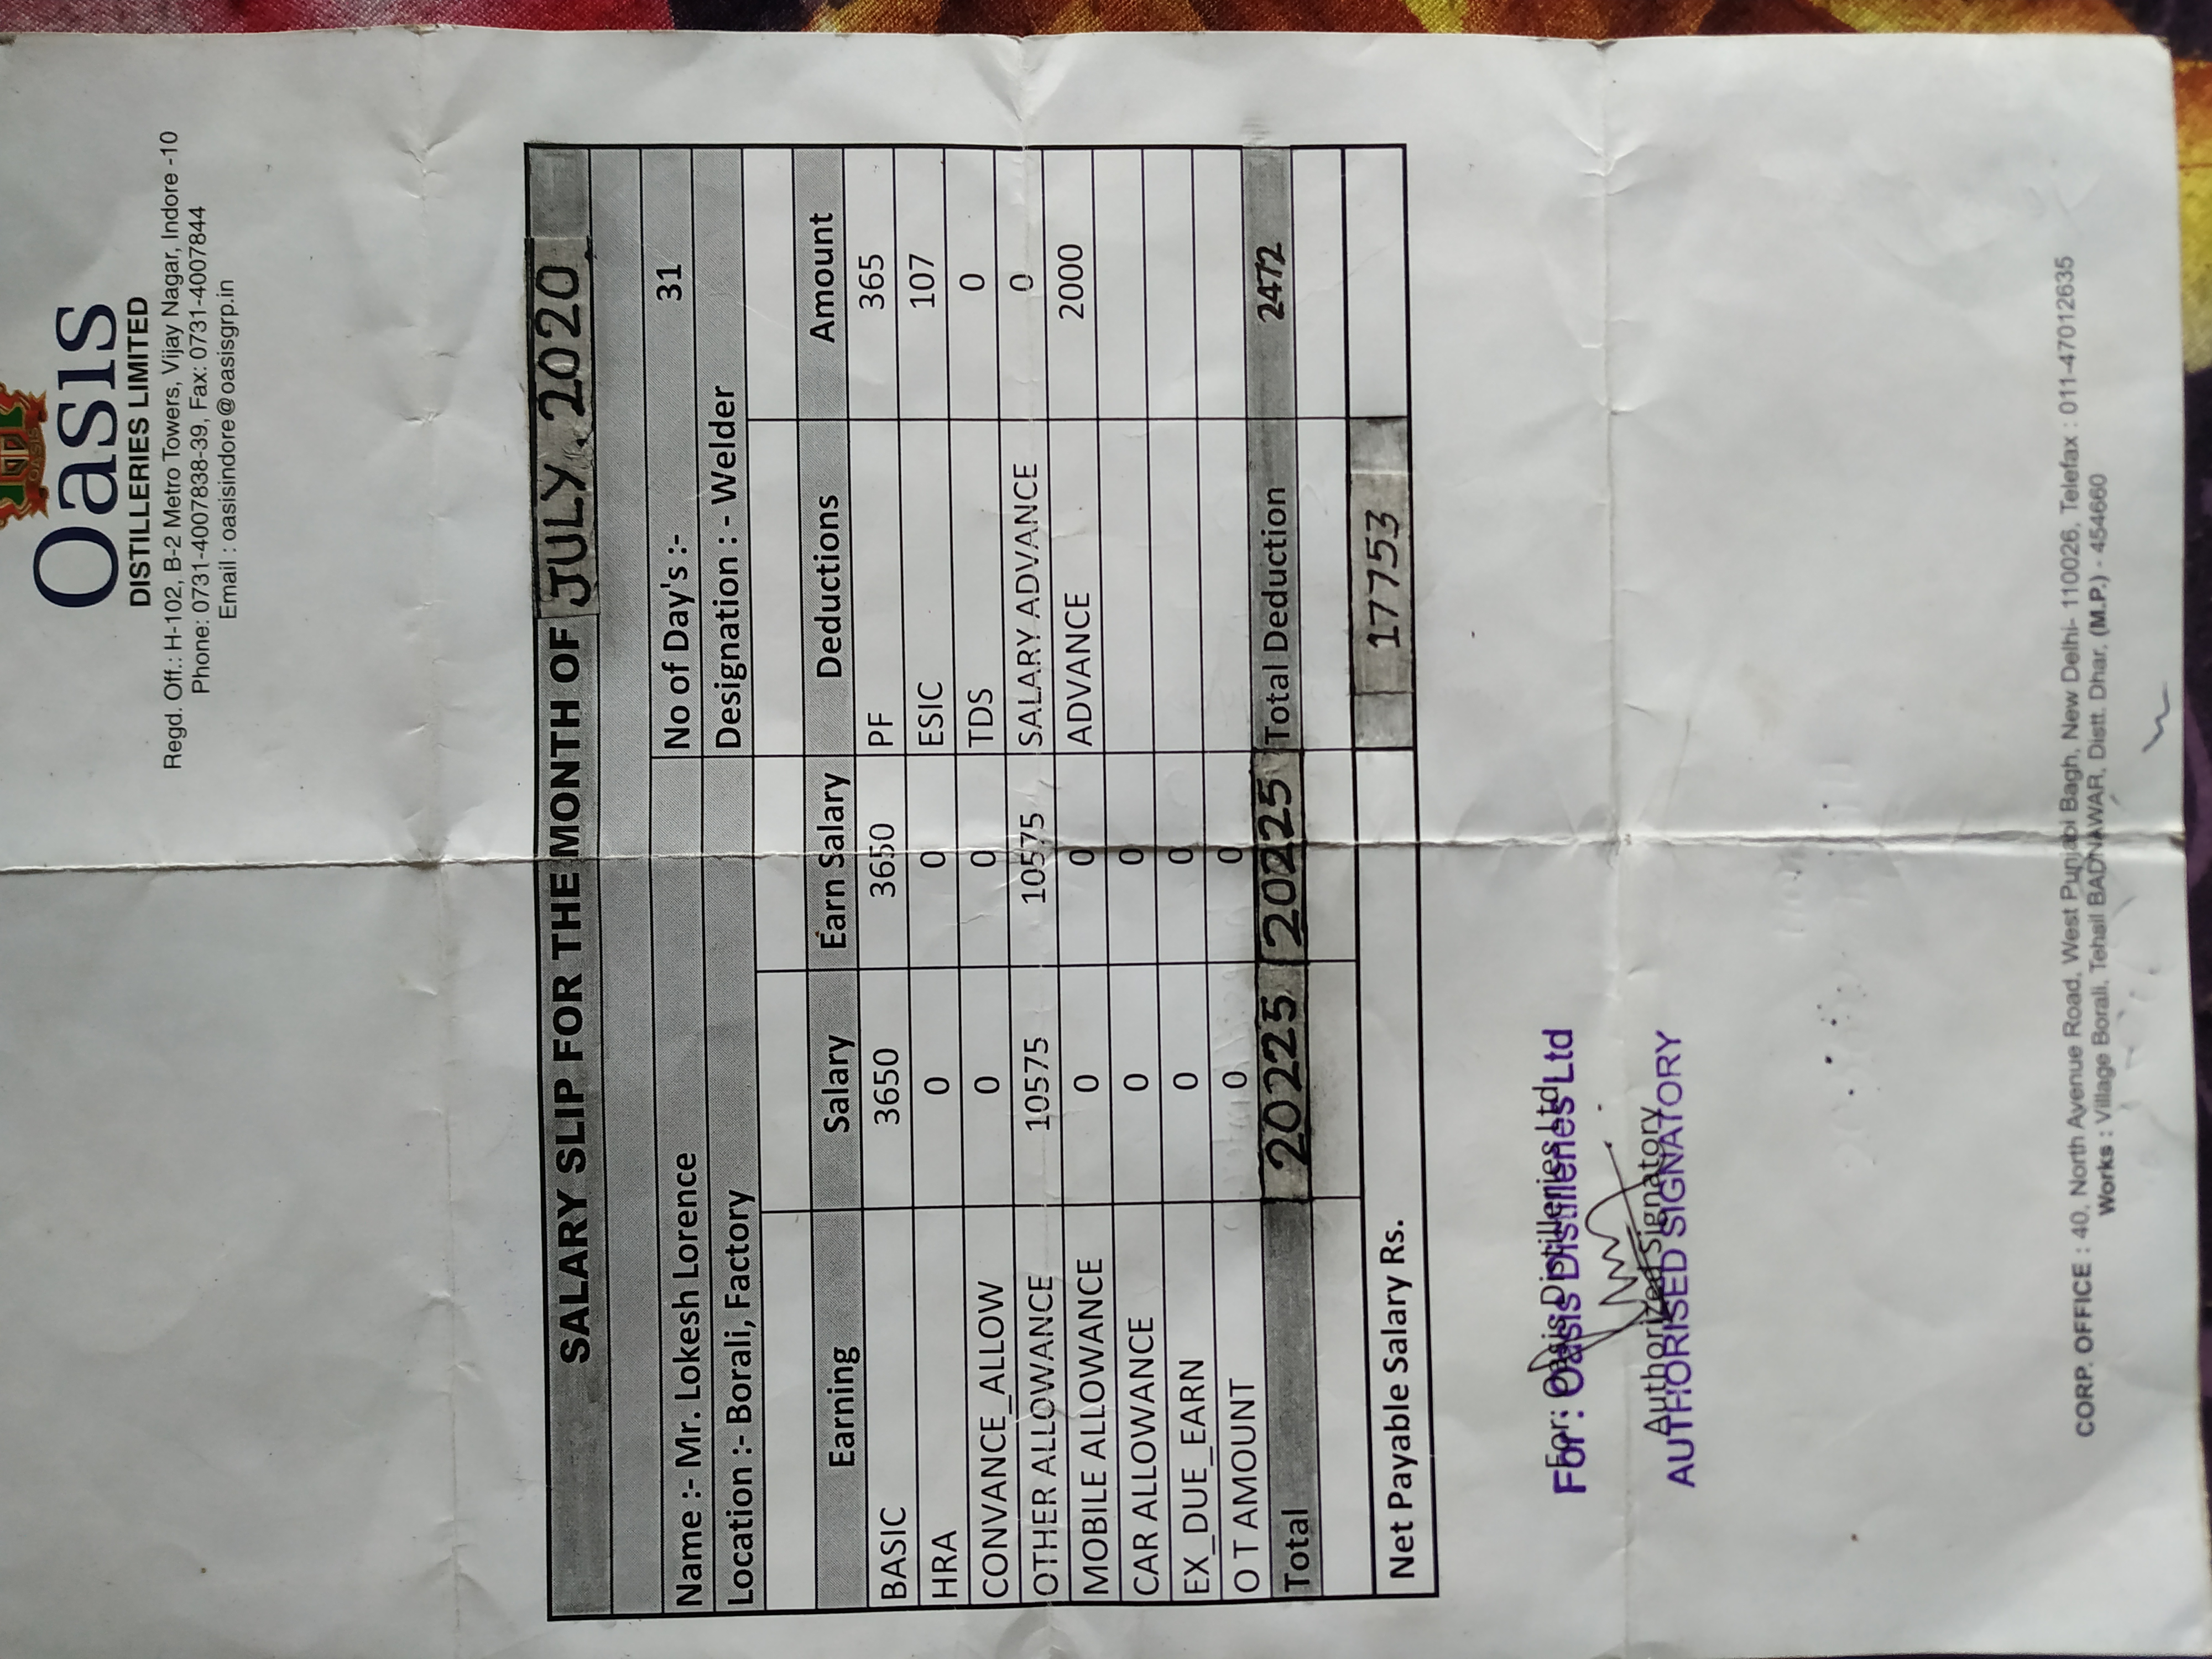 OASIS
Oasis
DISTILLERIES LIMITED
Regd. Off.: H-102, B-2 Metro Towers, Vijay Nagar, Indore -10
Phone: 0731-4007838-39, Fax: 0731-4007844
Email : oasisindore@oasisgrp.in
SALARY SLIP FOR THE MONTH OF JULY. 2020
Name :- Mr. Lokesh Lorence No of Day's :- 31
Location :- Borali, Factory Designation : - Welder
Earning Salary Earn Salary Deductions Amount
BASIC 3650 3650 PF 365
HRA 0 0 ESIC 107
CONVANCE_ALLOW 0 0 TDS 0
OTHER ALLOWANCE 10575 10575 SALARY ADVANCE 0
MOBILE ALLOWANCE 0 0 ADVANCE 2000
CAR ALLOWANCE 0 0
EX_DUE_EARN 0 0
O T AMOUNT 0 0
Total 20225 20225 Total Deduction 2472
Net Payable Salary Rs. 17753
For: Oasis Distilleries Ltd
For : Oasis Distilleries Ltd
Authorized Signatory
AUTHORISED SIGNATORY
CORP. OFFICE : 40, North Avenue Road, West Punjabi Bagh, New Delhi- 110026, Telefax : 011-47012635
Works : Village Borali, Tehsil BADNAWAR, Distt. Dhar, (M.P.) - 454660